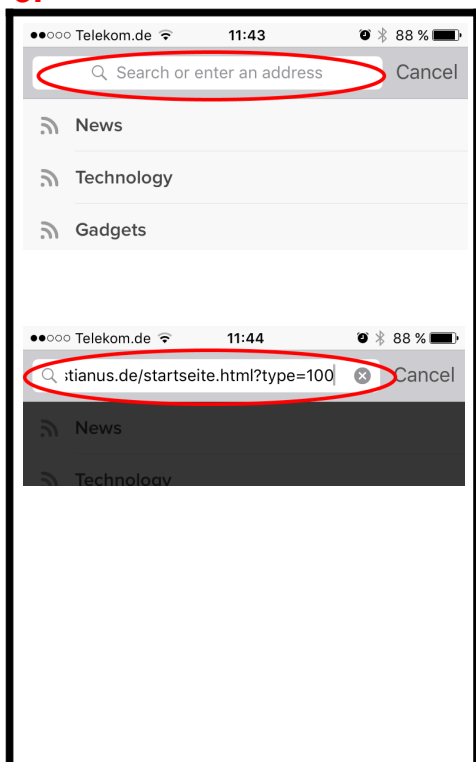 Telekom.de 11:43 88 %
Search or enter an address Cancel
News
Technology
Gadgets
Telekom.de 11:44 88 %
stianus.de/startseite.html?type=100 Cancel
News
Technology